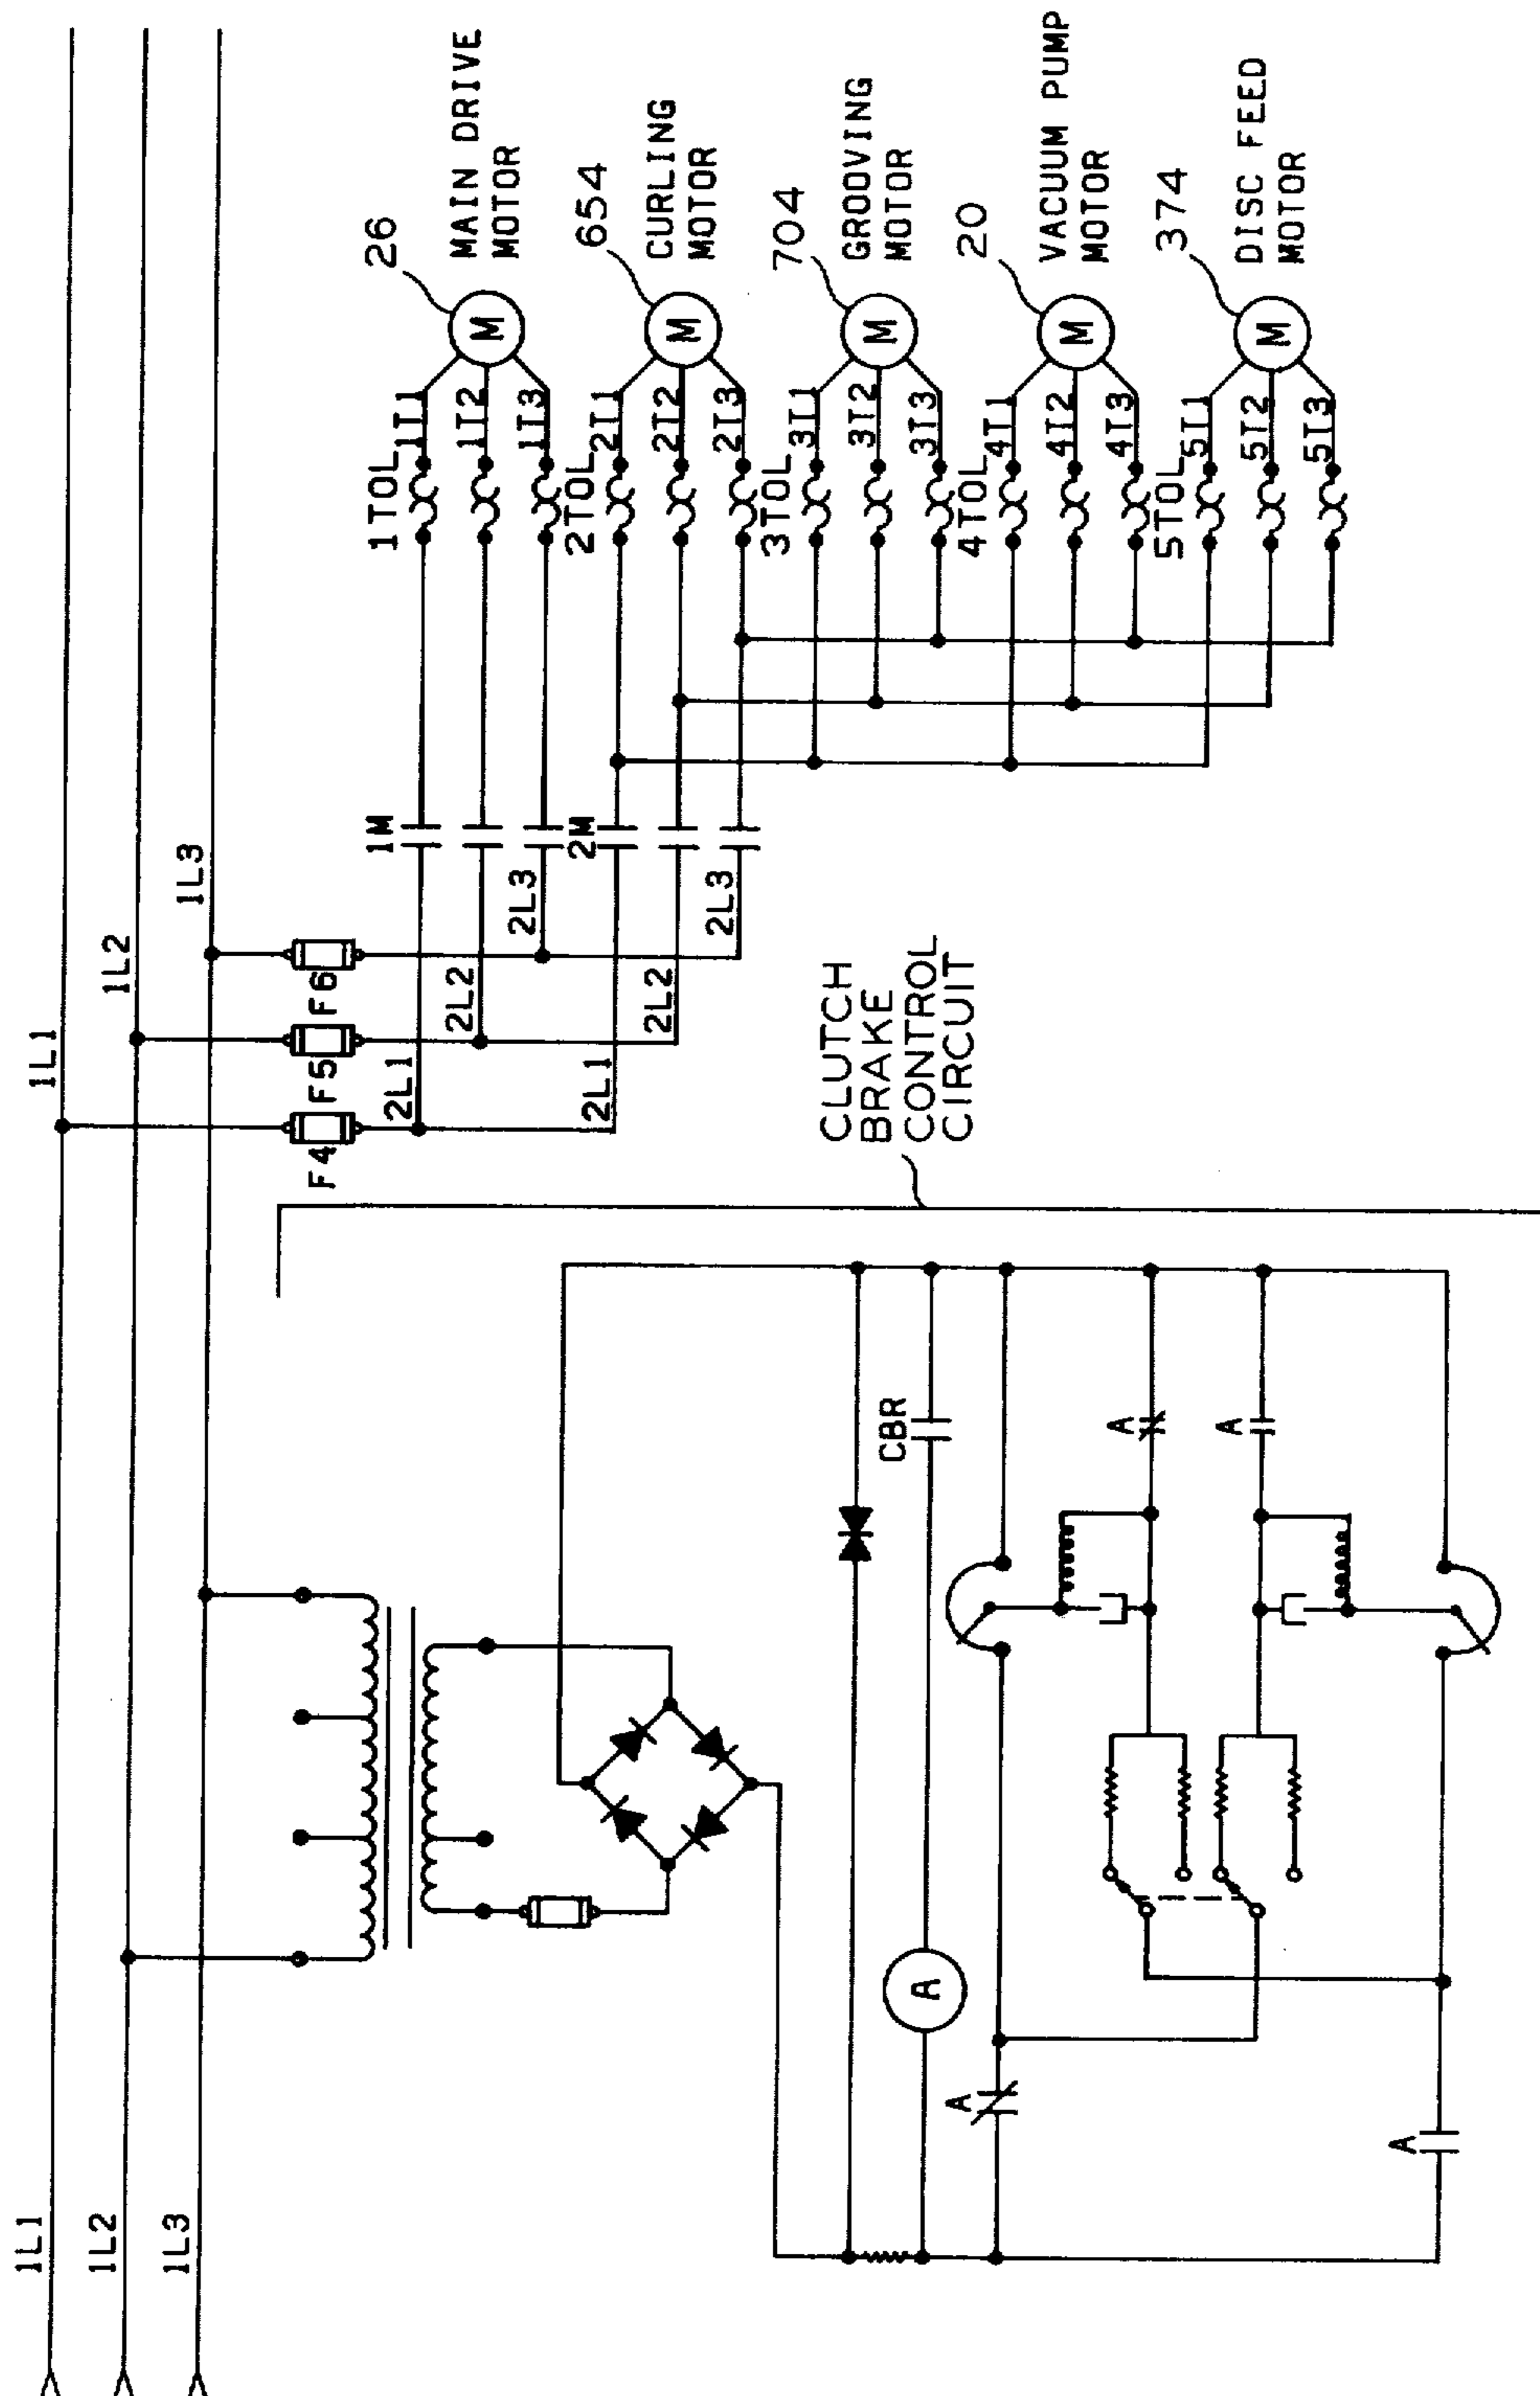 1L1
1L2
1L3
1L1
1L2
1L3
F4
F5
F6
2L1
2L2
2L3
2L1
2L2
2L3
1M
2M
1TOL
1T1
1T2
1T3
26
MAIN DRIVE
MOTOR
M
2TOL
2T1
2T2
2T3
654
CURLING
MOTOR
M
3TOL
3T1
3T2
3T3
704
GROOVING
MOTOR
M
4TOL
4T1
4T2
4T3
20
VACUUM PUMP
MOTOR
M
5TOL
5T1
5T2
5T3
374
DISC FEED
MOTOR
M
CLUTCH
BRAKE
CONTROL
CIRCUIT
CBR
A
A
A
A
A